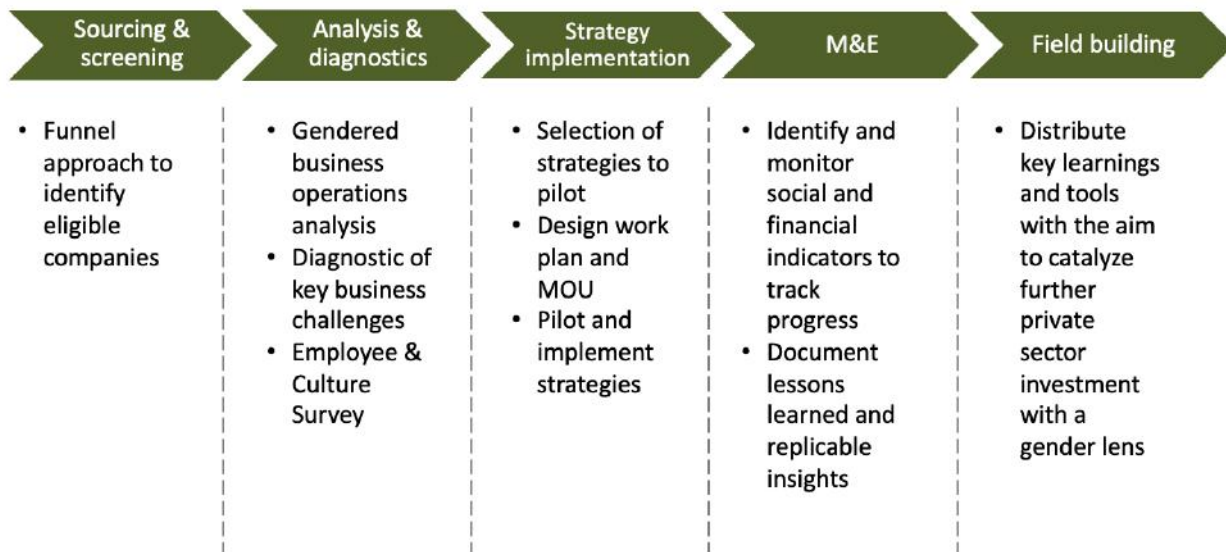 Sourcing &
screening
Analysis &
diagnostics
Strategy
implementation
M&E
Field building
• Funnel
approach to
identify
eligible
companies
• Gendered
business
operations
analysis
• Diagnostic of
key business
challenges
• Employee &
Culture
Survey
• Selection of
strategies to
pilot
• Design work
plan and
MOU
• Pilot and
implement
strategies
• Identify and
monitor
social and
financial
indicators to
track
progress
• Document
lessons
learned and
replicable
insights
• Distribute
key learnings
and tools
with the aim
to catalyze
further
private
sector
investment
with a
gender lens